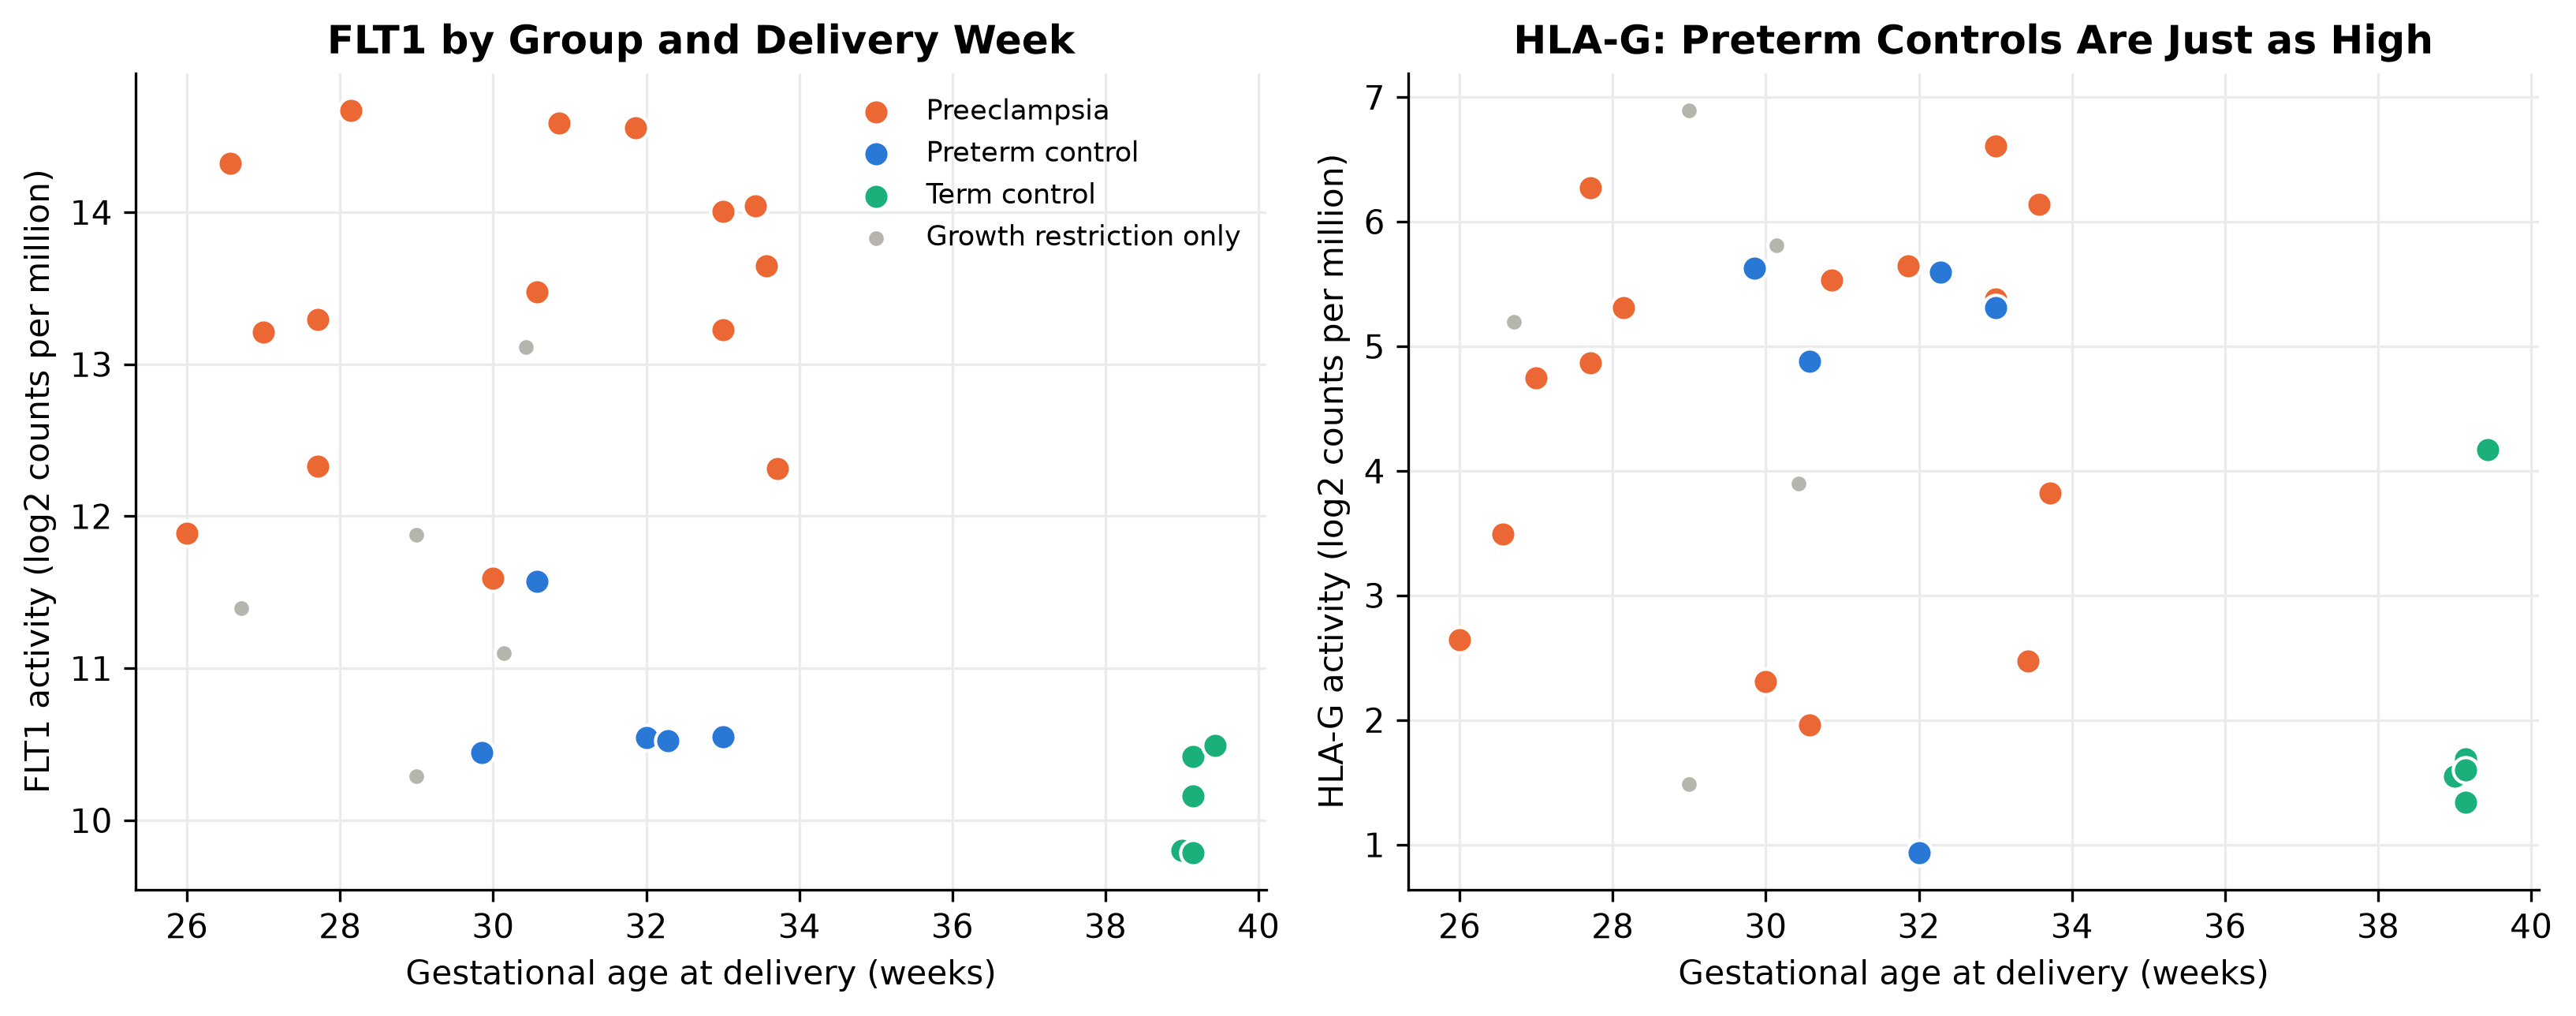 FLT1 by Group and Delivery Week
FLT1 activity (log2 counts per million)
14
13
12
11
10
Preeclampsia
Preterm control
Term control
Growth restriction only
26 28 30 32 34 36 38 40
Gestational age at delivery (weeks)
HLA-G: Preterm Controls Are Just as High
HLA-G activity (log2 counts per million)
7
6
5
4
3
2
1
26 28 30 32 34 36 38 40
Gestational age at delivery (weeks)